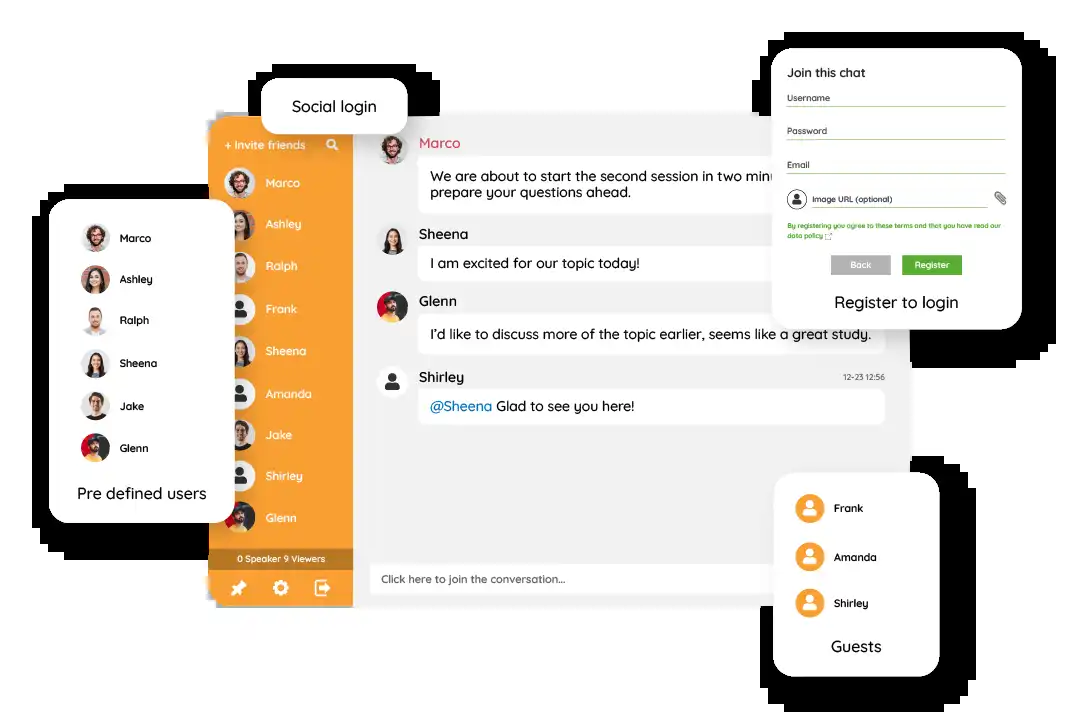 Social login
+ Invite friends
Marco
Ashley
Ralph
Frank
Sheena
Amanda
Jake
Shirley
Glenn
0 Speaker 9 Viewers
Marco
Ashley
Ralph
Sheena
Jake
Glenn
Pre defined users
Marco
We are about to start the second session in two minu
prepare your questions ahead.
Sheena
I am excited for our topic today!
Glenn
I'd like to discuss more of the topic earlier, seems like a great study.
Shirley
12-23 12:56
@Sheena Glad to see you here!
Click here to join the conversation...
Join this chat
Username
Password
Email
Image URL (optional)
By registering you agree to these terms and that you have read our
data policy
Back
Register
Register to login
Frank
Amanda
Shirley
Guests